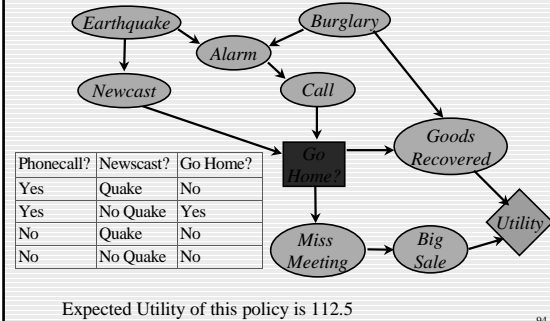 Earthquake
Burglary
Alarm
Newcast
Call
Go
Home?
Goods
Recovered
Phonecall? Newscast? Go Home?
Yes Quake No
Yes No Quake Yes
No Quake No
No No Quake No
Utility
Miss
Meeting
Big
Sale
Expected Utility of this policy is 112.5
94